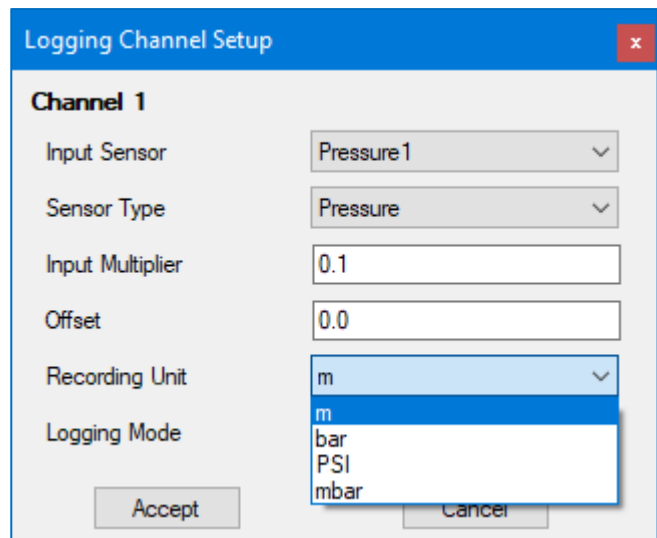 Logging Channel Setup
x
Channel 1
Input Sensor Pressure1
Sensor Type Pressure
Input Multiplier 0.1
Offset 0.0
Recording Unit m
m
Logging Mode bar
PSI
mbar
Accept Cancel